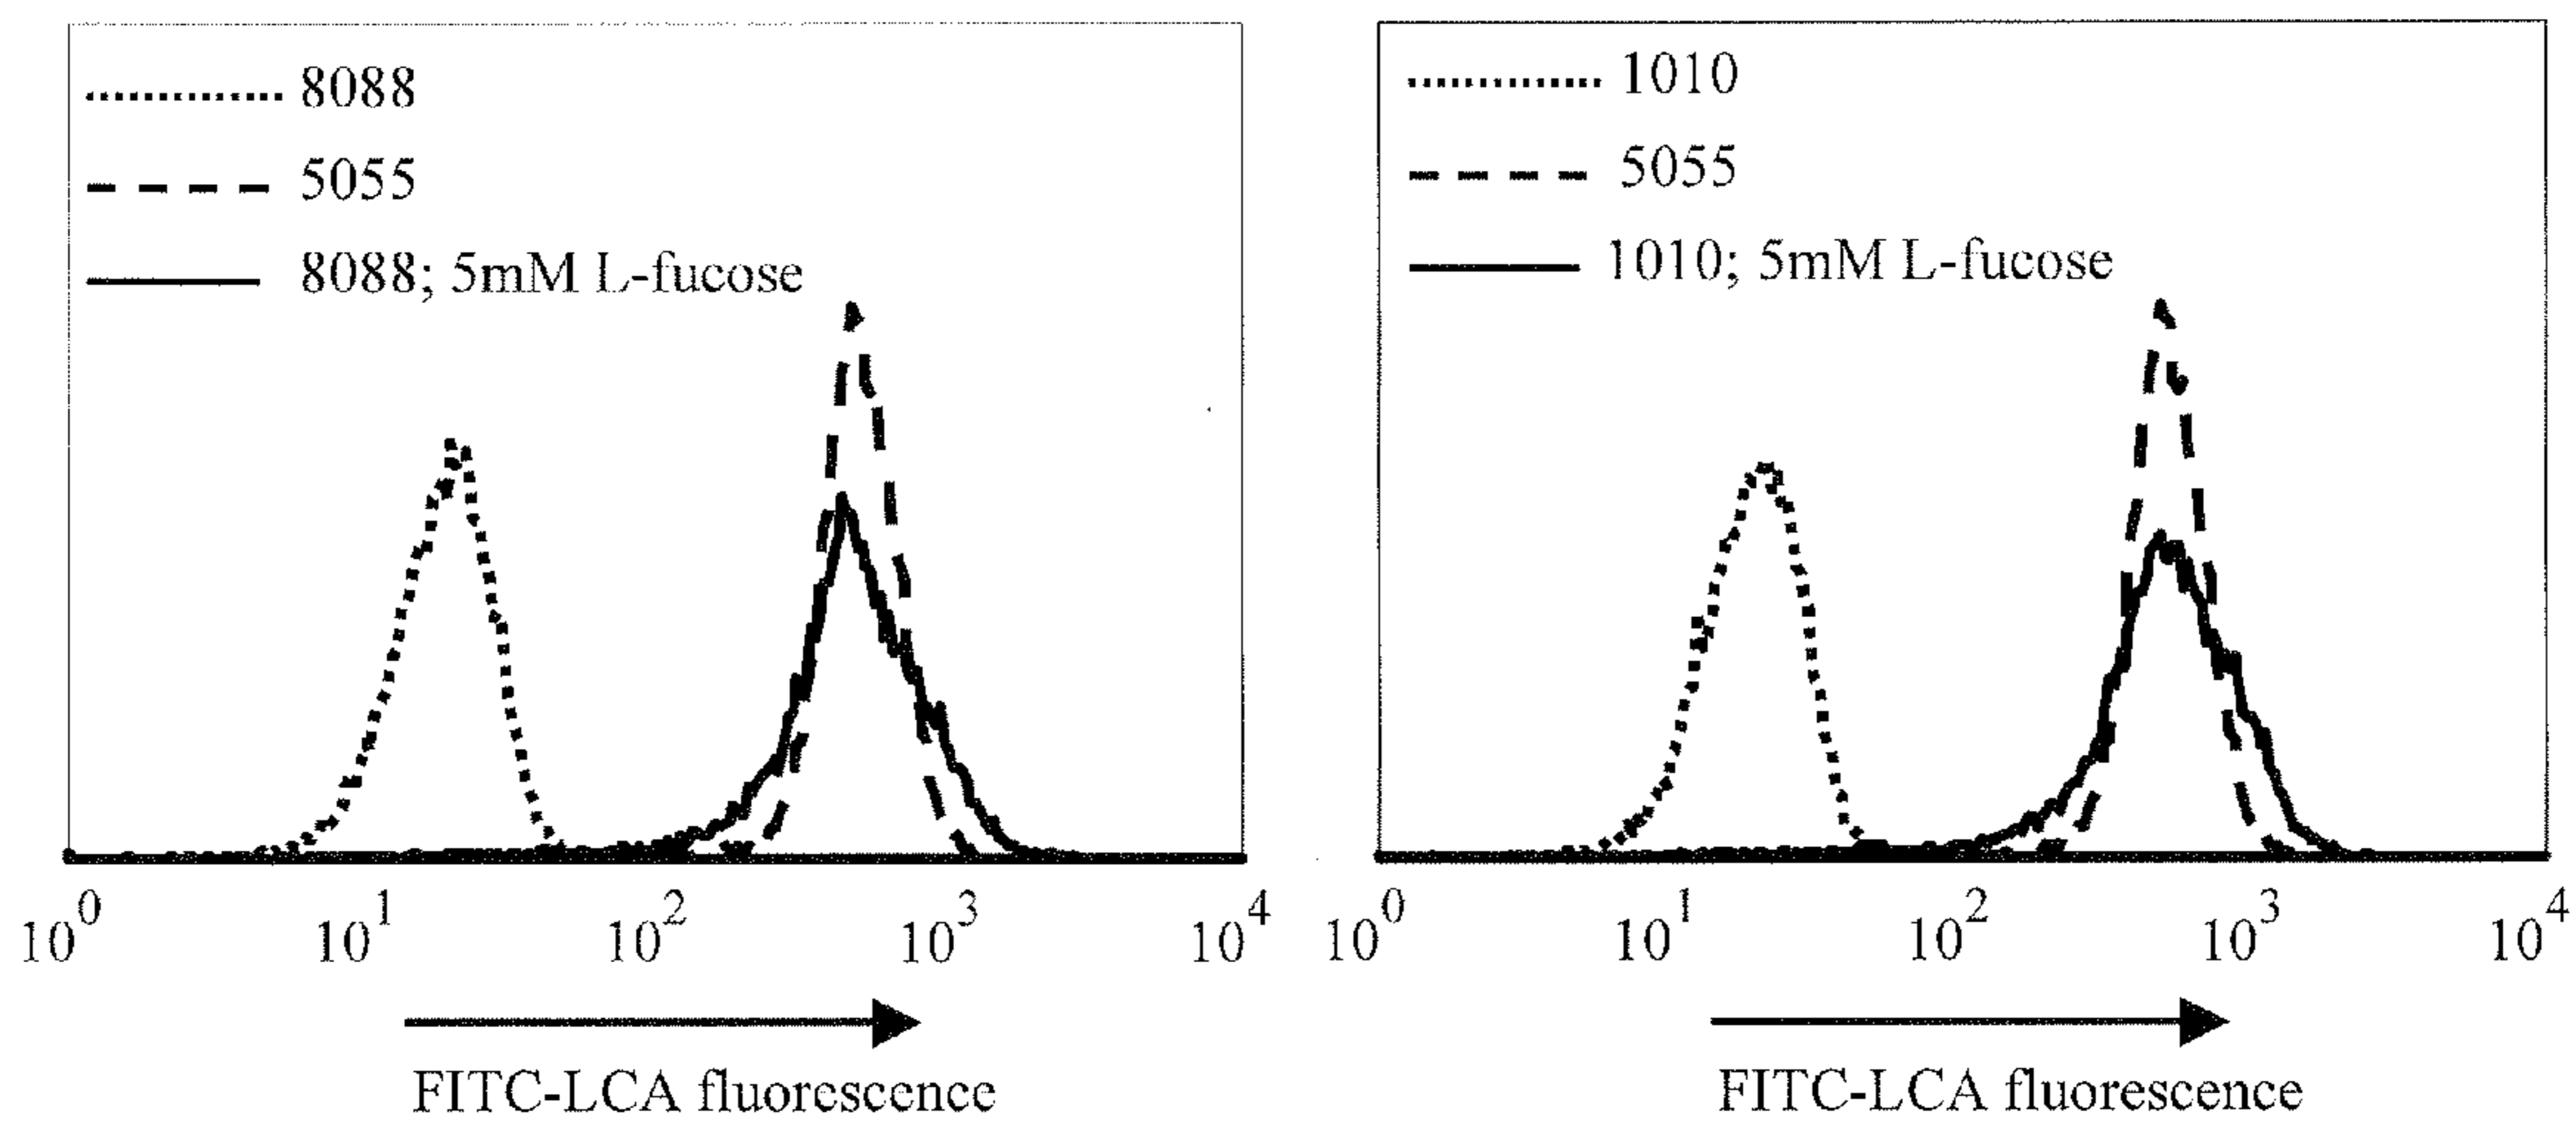 8088
5055
8088; 5mM L-fucose
10^0 10^1 10^2 10^3 10^4
FITC-LCA fluorescence
1010
5055
1010; 5mM L-fucose
10^0 10^1 10^2 10^3 10^4
FITC-LCA fluorescence